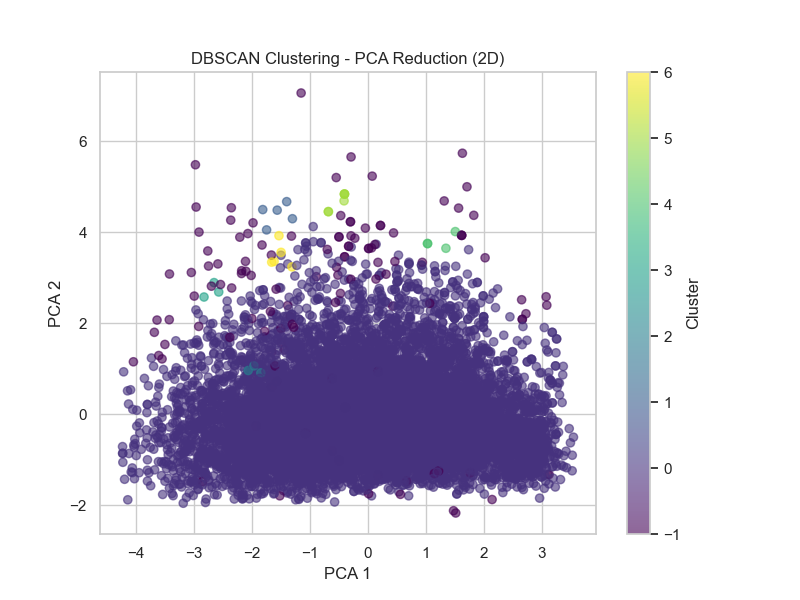 DBSCAN Clustering - PCA Reduction (2D)
6
4
2
0
−2
PCA 2
−4 −3 −2 −1 0 1 2 3
PCA 1
6
5
4
3
2
1
0
−1
Cluster